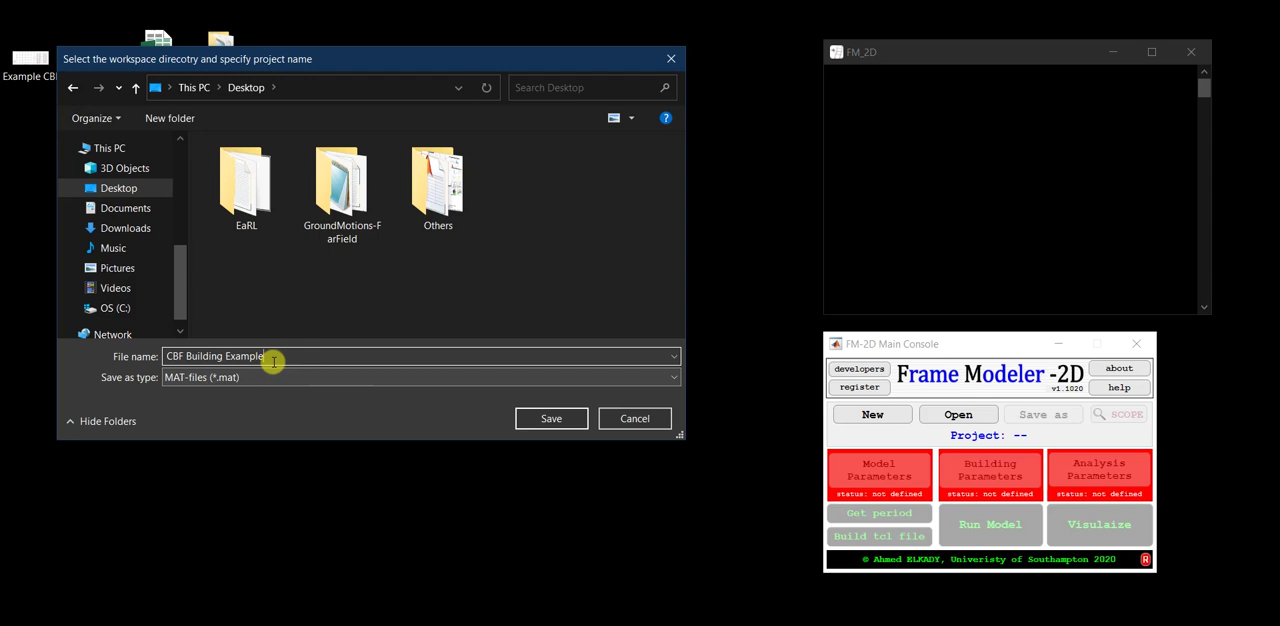 Example CBF
Select the workspace direcotry and specify project name
This PC
Desktop
Search Desktop
Organize
New folder
This PC
3D Objects
Desktop
Documents
Downloads
Music
Pictures
Videos
OS (C:)
Network
EaRL
GroundMotions-F
arField
Others
File name:
CBF Building Example
Save as type:
MAT-files (*.mat)
Hide Folders
Save
Cancel
FM_2D
FM-2D Main Console
developers
register
Frame Modeler -2D
v1.1020
about
help
New
Open
Save as
SCOPE
Project: --
Model
Parameters
status: not defined
Building
Parameters
status: not defined
Analysis
Parameters
status: not defined
Get period
Build tcl file
Run Model
Visulaize
© Ahmed ELKADY, Univeristy of Southampton 2020
R